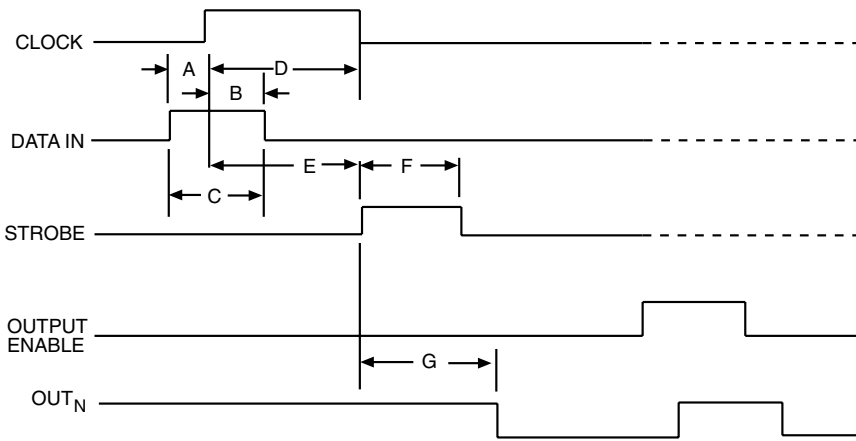 CLOCK
A D
B
DATA IN
E F
C
STROBE
OUTPUT
ENABLE
G
OUTN